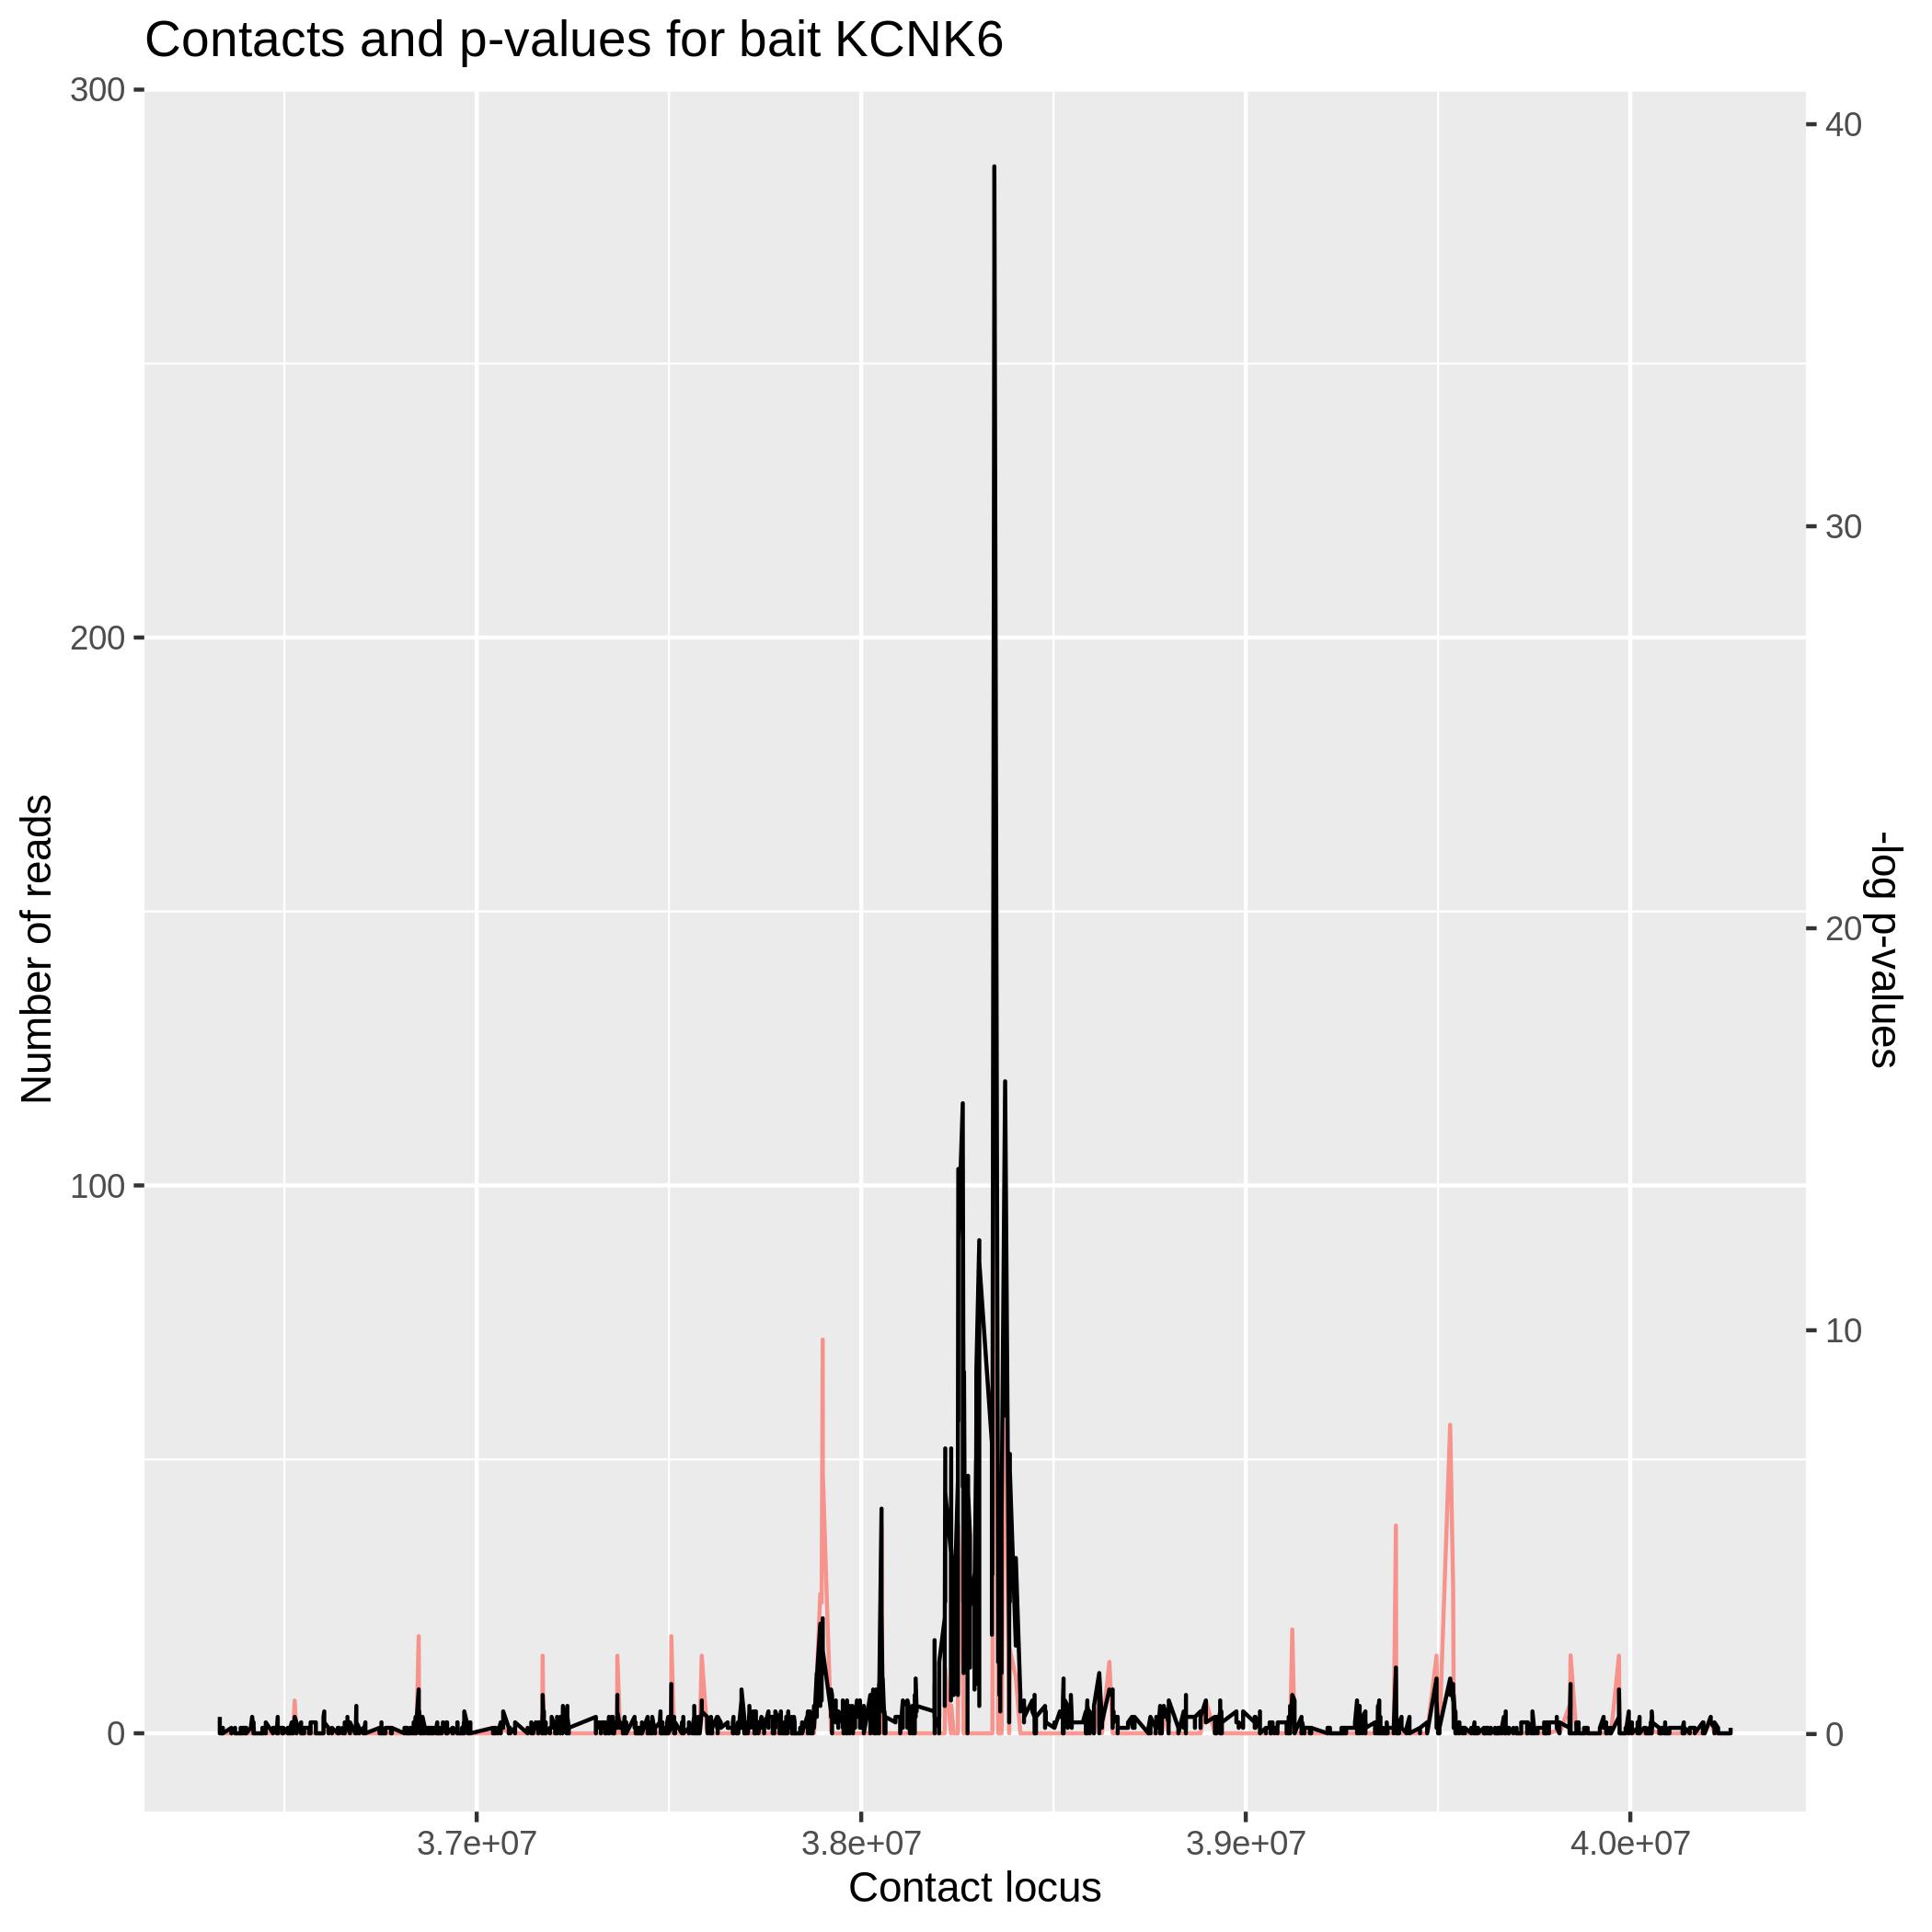 Contacts and p-values for bait KCNK6
300
200
100
0
Number of reads
40
30
20
10
0
-log p-values
3.7e+07
3.8e+07
3.9e+07
4.0e+07
Contact locus